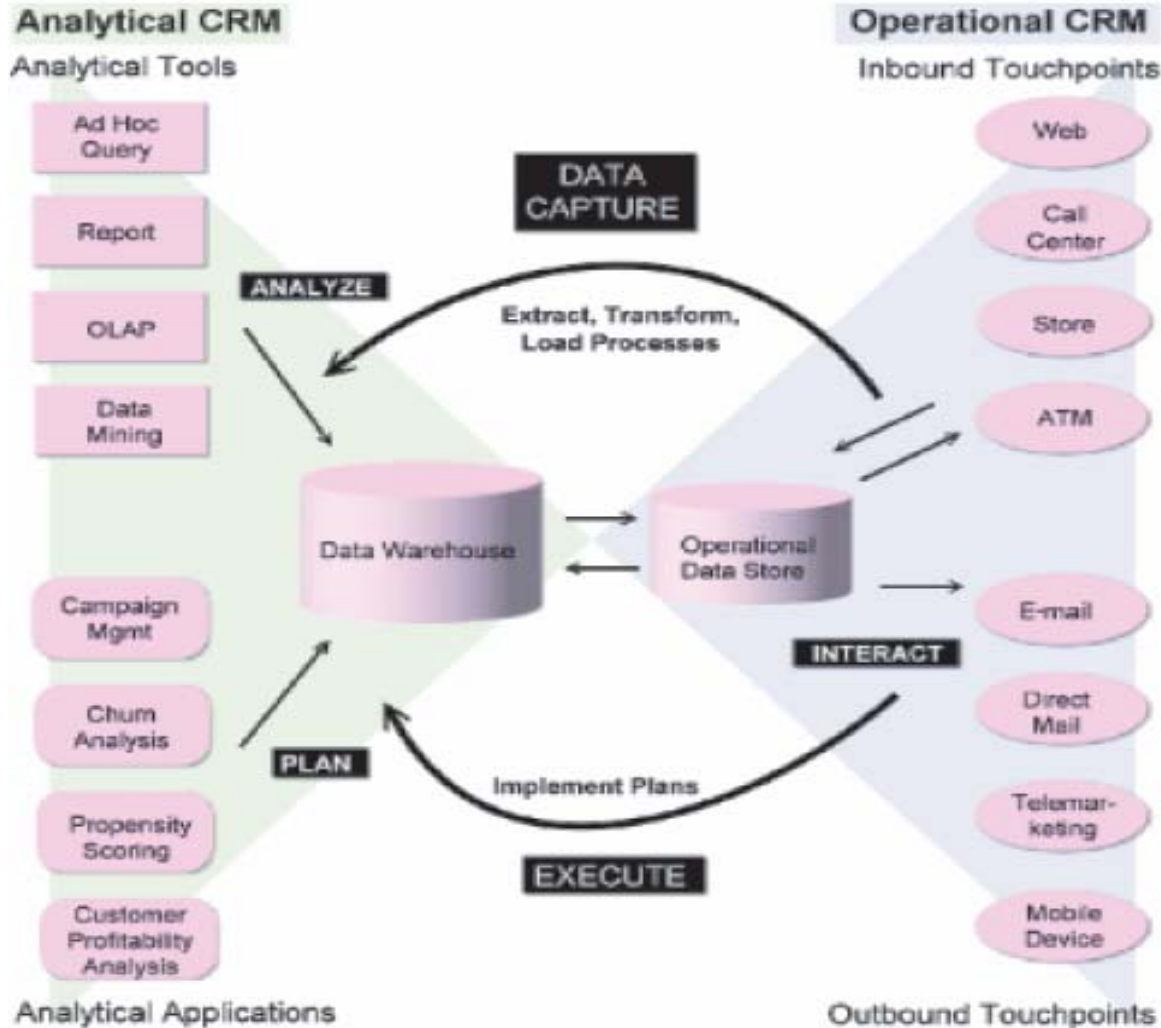 Analytical CRM
Analytical Tools
Ad Hoc
Query
Report
OLAP
Data
Mining
Campaign
Mgmt
Churn
Analysis
Propensity
Scoring
Customer
Profitability
Analysis
Analytical Applications
ANALYZE
PLAN
Data Warehouse
DATA
CAPTURE
Extract, Transform,
Load Processes
Implement Plans
EXECUTE
Operational
Data Store
INTERACT
Operational CRM
Inbound Touchpoints
Web
Call
Center
Store
ATM
E-mail
Direct
Mail
Telemar-
keting
Mobile
Device
Outbound Touchpoints